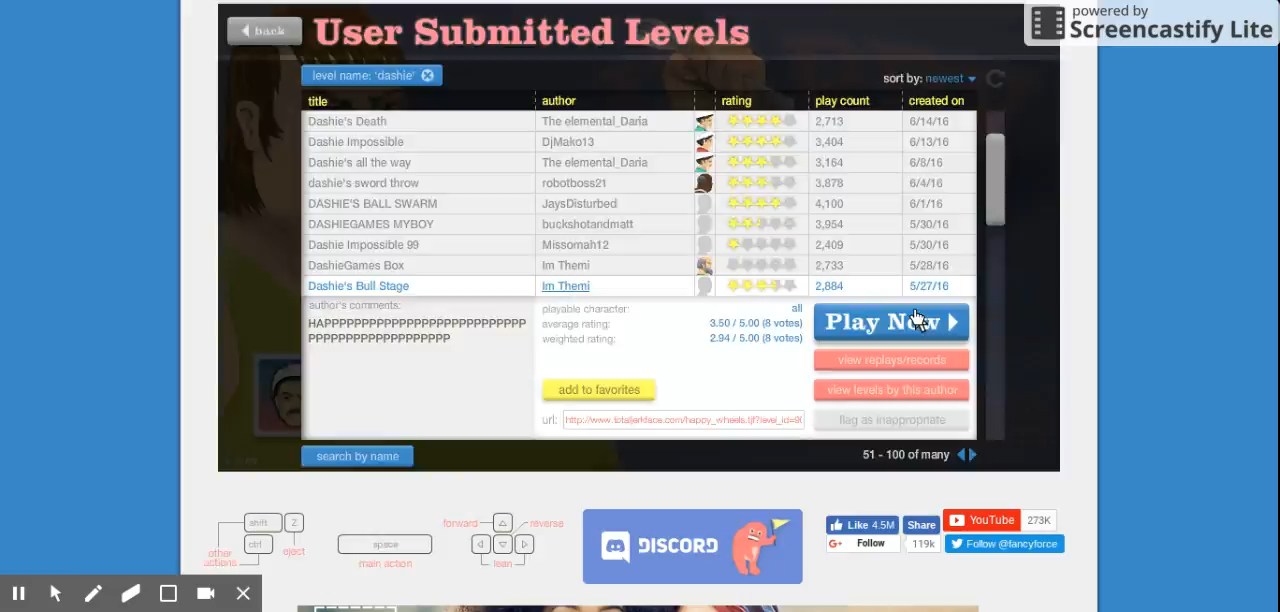 powered by
Screencastify Lite
back
User Submitted Levels
level name: 'dashie'
sort by: newest
title author rating play count created on
Dashie's Death The elemental_Daria 2,713 6/14/16
Dashie Impossible DjMako13 3,404 6/13/16
Dashie's all the way The elemental_Daria 3,164 6/8/16
dashie's sword throw robotboss21 3,878 6/4/16
DASHIE'S BALL SWARM JaysDisturbed 4,100 6/1/16
DASHIEGAMES MYBOY buckshotandmatt 3,954 5/30/16
Dashie Impossible 99 Missomah12 2,409 5/30/16
DashieGames Box Im Themi 2,733 5/28/16
Dashie's Bull Stage Im Themi 2,884 5/27/16
author's comments:
HAPPPPPPPPPPPPPPPPPPPPPPPPPPP
PPPPPPPPPPPPPPPPPPP
playable character: all
average rating: 3.50 / 5.00 (8 votes)
weighted rating: 2.94 / 5.00 (8 votes)
add to favorites
url: http://www.totaljerkface.com/happy_wheels.tjf?level_id=9
Play Now
view replays/records
view levels by this author
flag as inappropriate
search by name
51 - 100 of many
shift Z
ctrl
other
actions
eject
space
main action
forward reverse
lean
DISCORD
Like 4.5M Share
YouTube 273K
Follow 119k
Follow @fancyforce